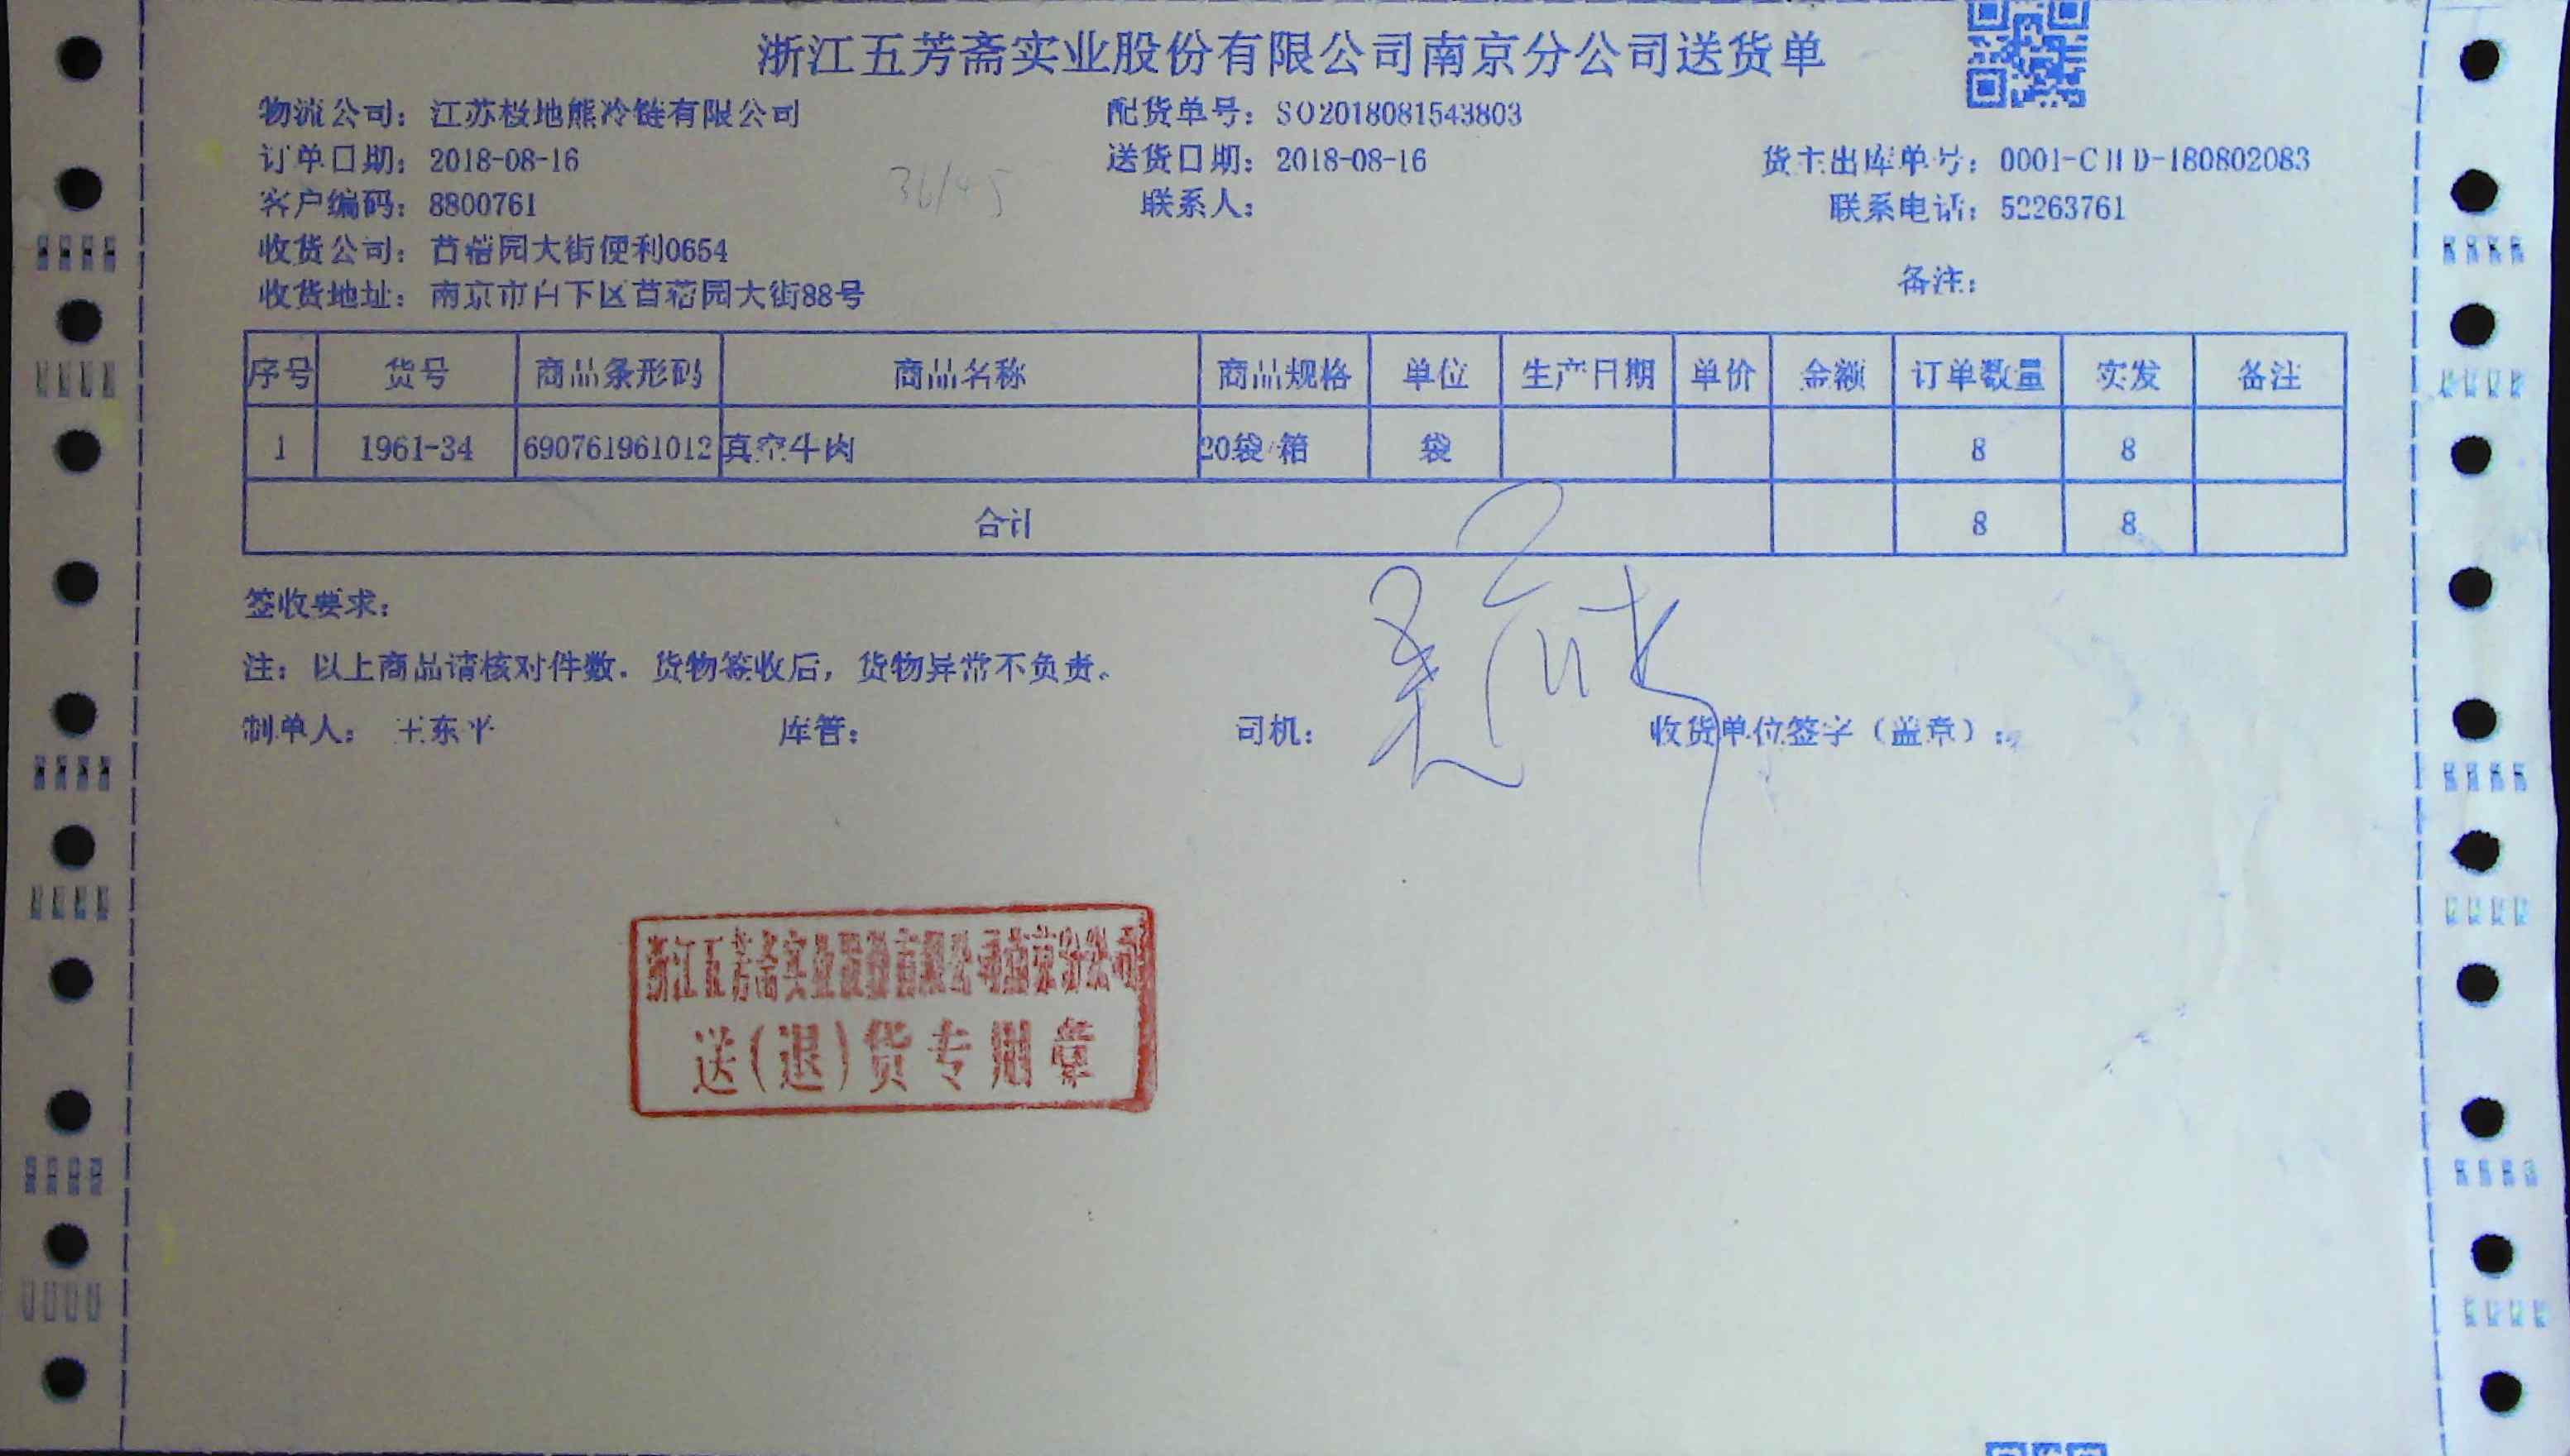 浙江五芳斋实业股份有限公司南京分公司送货单
物流公司：江苏极地熊冷链有限公司 配货单号：SO2018081543803
订单日期：2018-08-16 送货日期：2018-08-16 货主出库单号：0001-CHD-180802083
客户编码：8800761 36/45 联系人： 联系电话：52263761
收货公司：苜蓿园大街便利0654
收货地址：南京市白下区苜蓿园大街88号 备注：
序号 货号 商品条形码 商品名称 商品规格 单位 生产日期 单价 金额 订单数量 实发 备注
1 1961-34 690761961012 真空牛肉 20袋/箱 袋 8 8
合计 8 8
签收要求：
注：以上商品请核对件数．货物签收后，货物异常不负责。
制单人：王东平 库管： 司机： 收货单位签字（盖章）：
浙江五芳斋实业股份有限公司南京分公司
送(退)货专用章